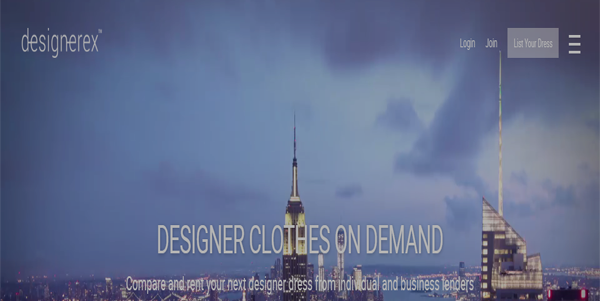 designerex™
Login Join List Your Dress
DESIGNER CLOTHES ON DEMAND
Compare and rent your next designer dress from individual and business lenders